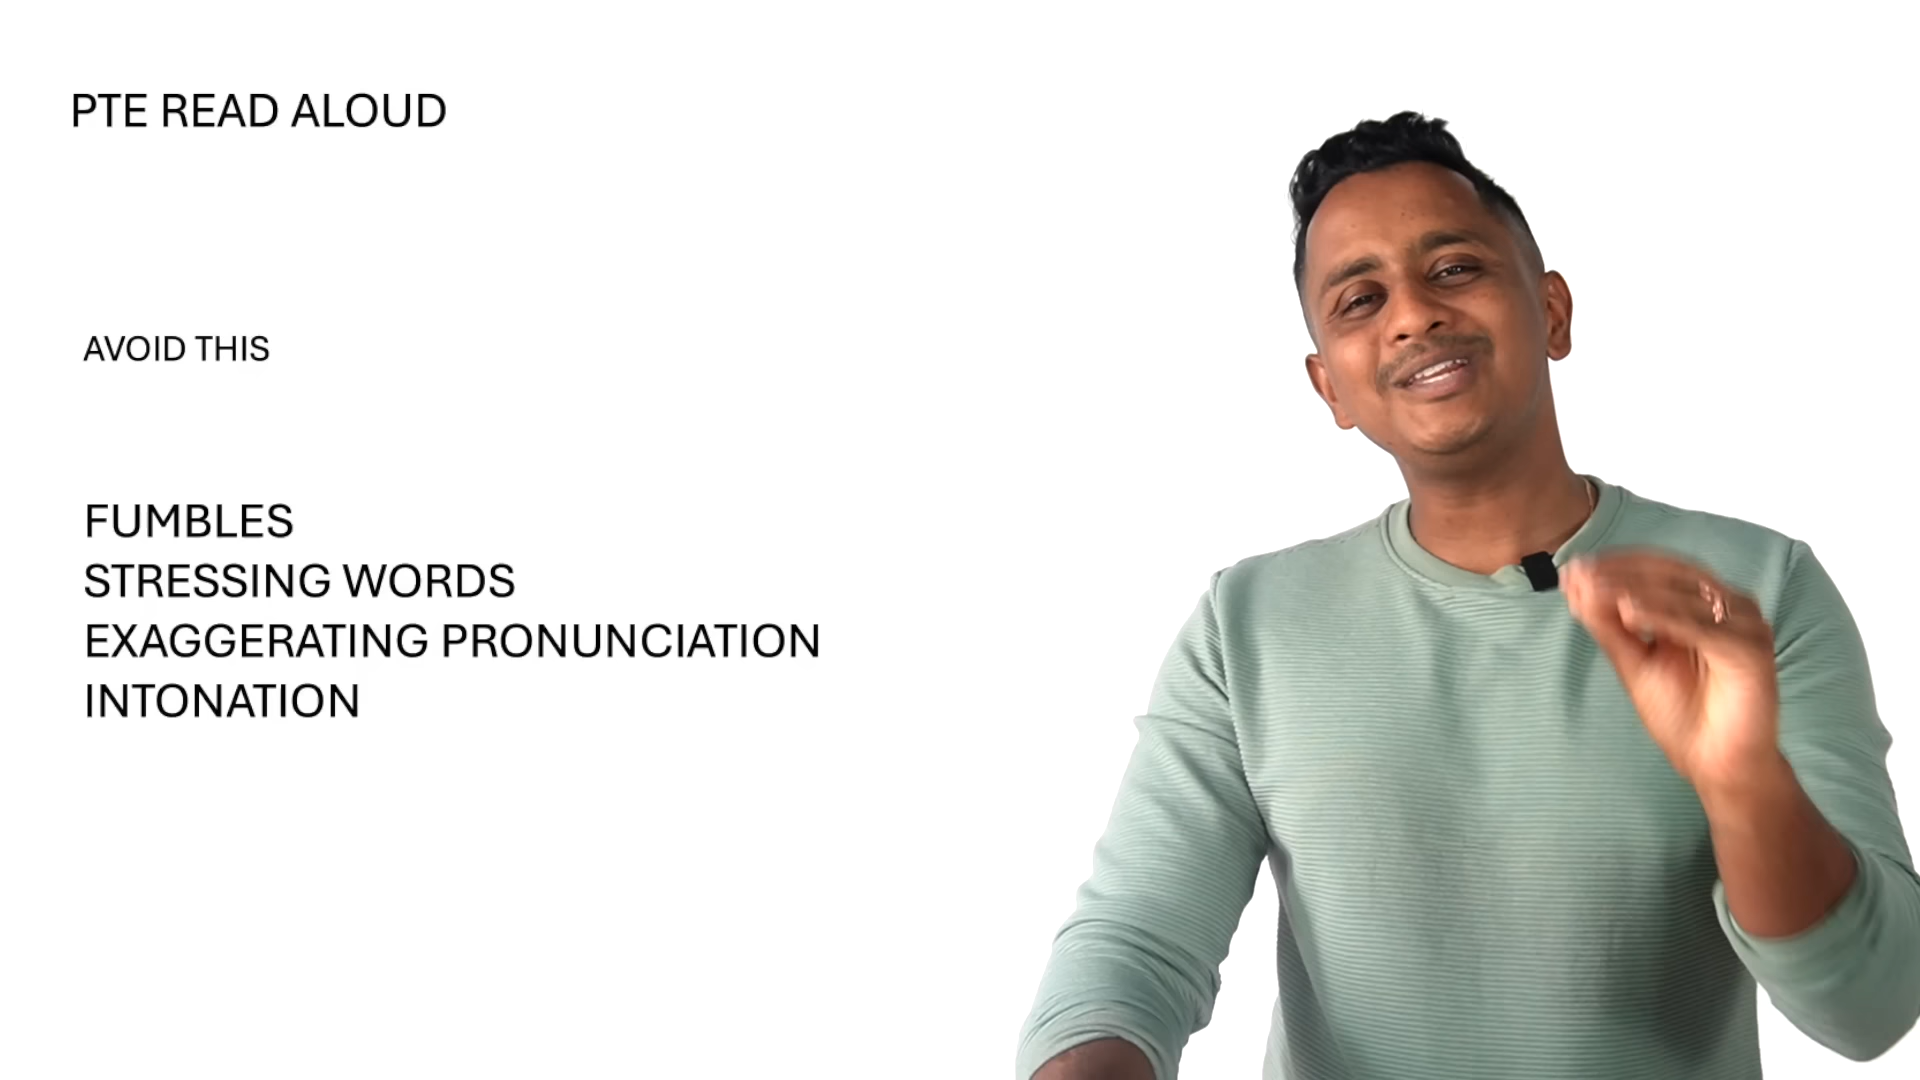 PTE READ ALOUD
AVOID THIS
FUMBLES
STRESSING WORDS
EXAGGERATING PRONUNCIATION
INTONATION